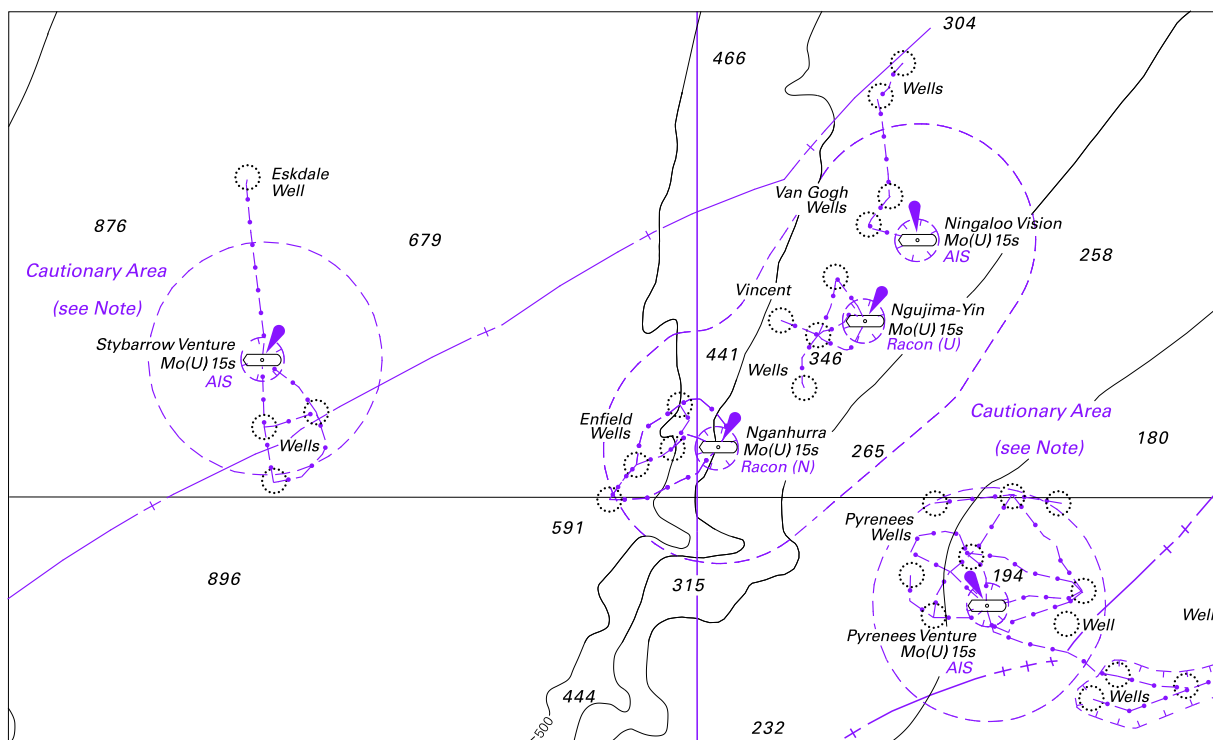 304
466
Wells
Eskdale
Well
Van Gogh
Wells
876
679
Ningaloo Vision
Mo(U) 15s
AIS
258
Cautionary Area
(see Note)
Vincent
Ngujima-Yin
Mo(U) 15s
Racon (U)
Stybarrow Venture
Mo(U) 15s
AIS
441
346
Wells
Cautionary Area
(see Note)
180
Enfield
Wells
Wells
Nganhurra
Mo(U) 15s
Racon (N)
265
591
Pyrenees
Wells
896
315
194
Well
Well
Pyrenees Venture
Mo(U) 15s
AIS
444
500
232
Wells